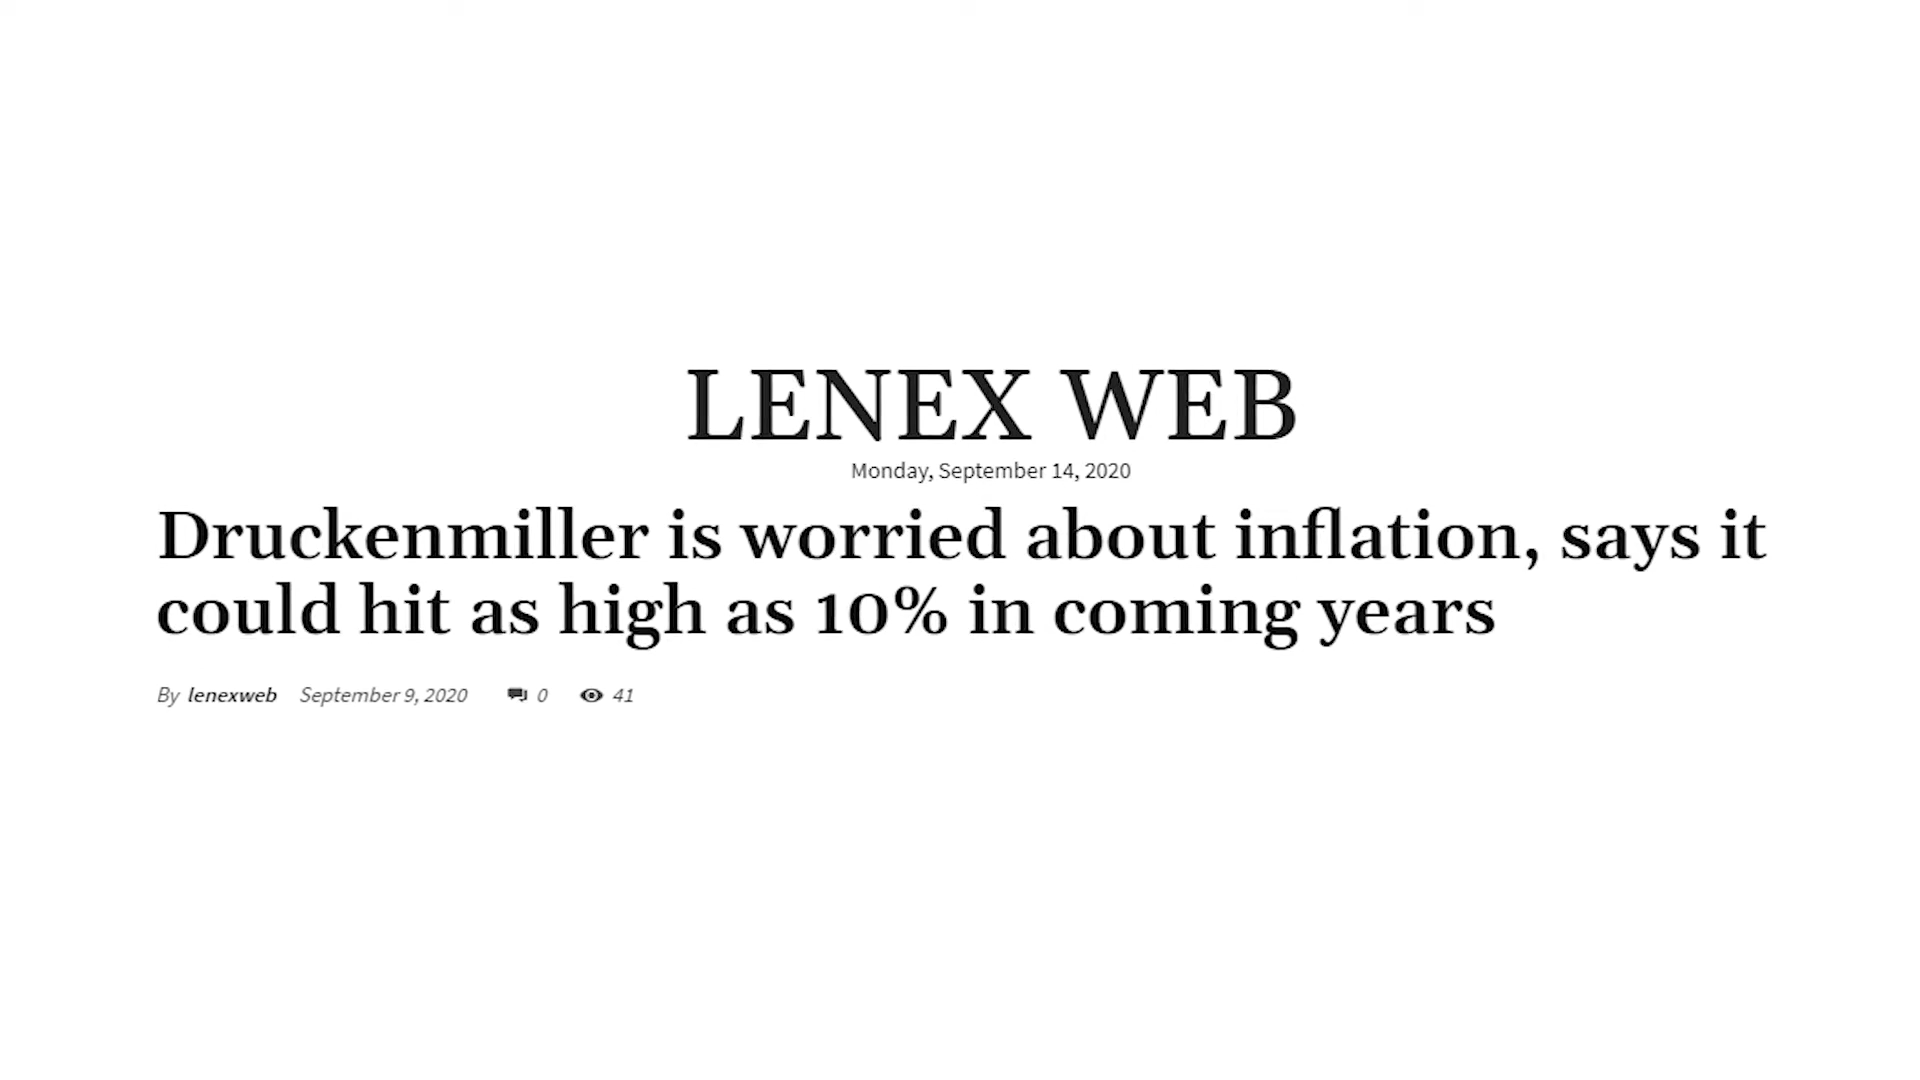 LENEX WEB
Monday, September 14, 2020
Druckenmiller is worried about inflation, says it
could hit as high as 10% in coming years
By lenexweb September 9, 2020 0 41